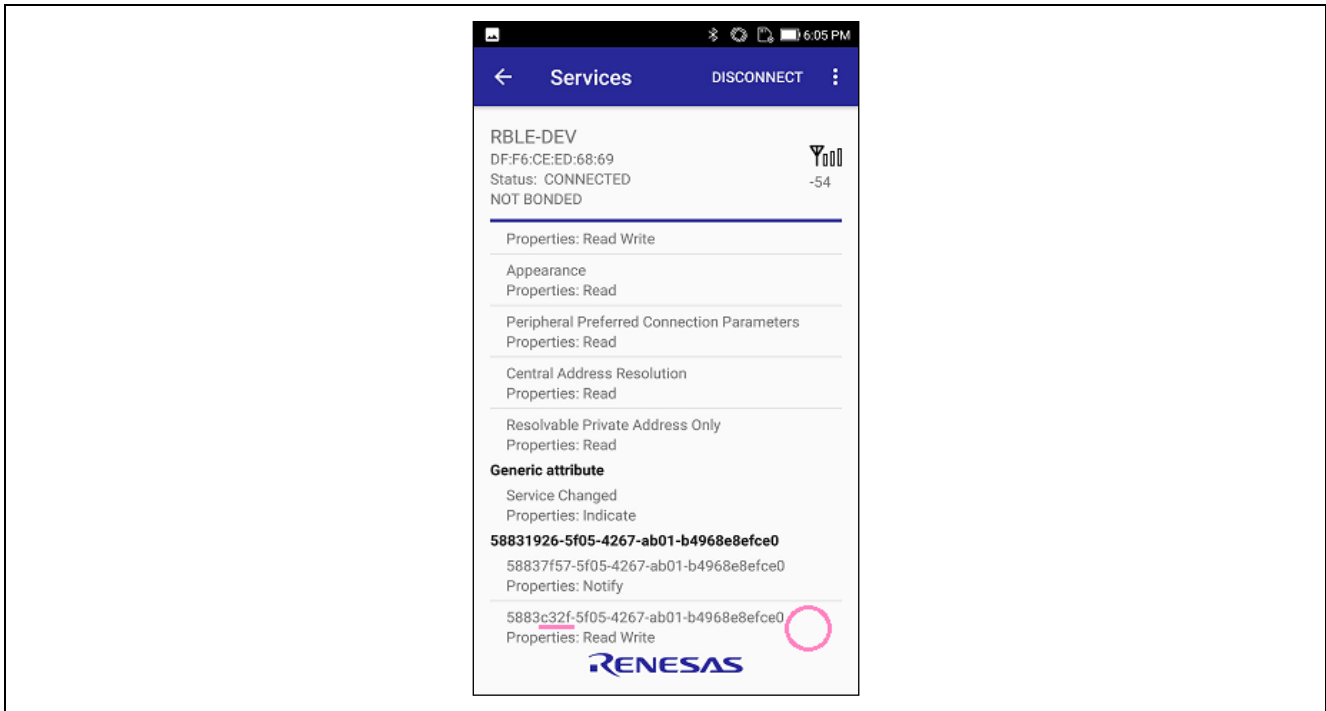 6:05 PM
Services DISCONNECT
RBLE-DEV
DF:F6:CE:ED:68:69
Status: CONNECTED
-54
NOT BONDED
Properties: Read Write
Appearance
Properties: Read
Peripheral Preferred Connection Parameters
Properties: Read
Central Address Resolution
Properties: Read
Resolvable Private Address Only
Properties: Read
Generic attribute
Service Changed
Properties: Indicate
58831926-5f05-4267-ab01-b4968e8efce0
58837f57-5f05-4267-ab01-b4968e8efce0
Properties: Notify
5883c32f-5f05-4267-ab01-b4968e8efce0
Properties: Read Write
RENESAS